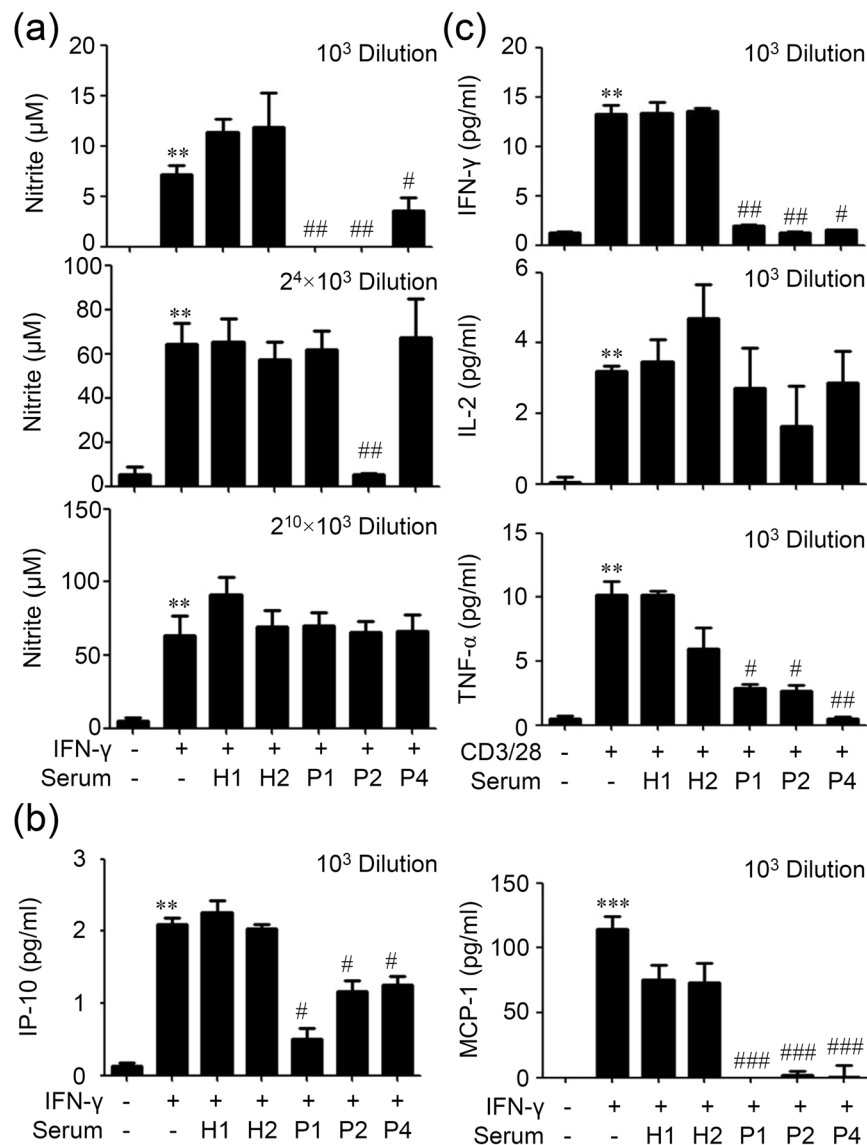 (a)
10³ Dilution
Nitrite (μM)
20
15
10
5
0
**
##
##
#
2⁴×10³ Dilution
Nitrite (μM)
100
80
60
40
20
0
**
##
2¹⁰×10³ Dilution
Nitrite (μM)
150
100
50
0
**
IFN-γ - + + + + + +
Serum - - H1 H2 P1 P2 P4
(c)
10³ Dilution
IFN-γ (pg/ml)
20
15
10
5
0
**
##
##
#
10³ Dilution
IL-2 (pg/ml)
6
4
2
0
**
10³ Dilution
TNF-α (pg/ml)
15
10
5
0
**
#
#
##
CD3/28 - + + + + + +
Serum - - H1 H2 P1 P2 P4
(b)
10³ Dilution
IP-10 (pg/ml)
3
2
1
0
**
#
#
#
IFN-γ - + + + + + +
Serum - - H1 H2 P1 P2 P4
10³ Dilution
MCP-1 (pg/ml)
150
100
50
0
***
###
###
###
IFN-γ - + + + + + +
Serum - - H1 H2 P1 P2 P4